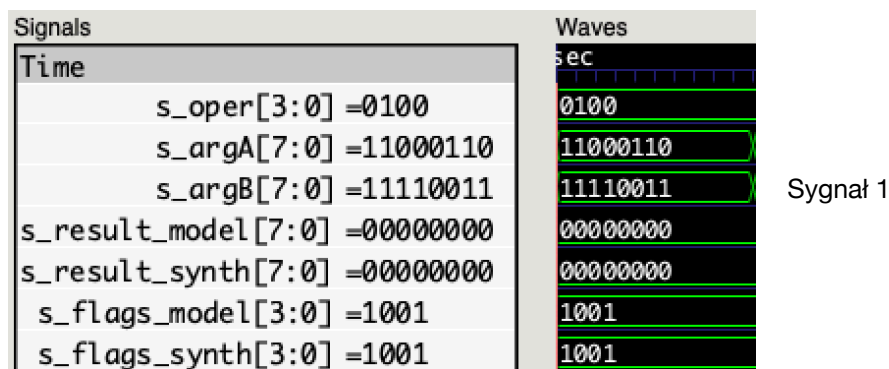 Signals Waves
Time sec
s_oper[3:0] =0100 0100
s_argA[7:0] =11000110 11000110
s_argB[7:0] =11110011 11110011 Sygnał 1
s_result_model[7:0] =00000000 00000000
s_result_synth[7:0] =00000000 00000000
s_flags_model[3:0] =1001 1001
s_flags_synth[3:0] =1001 1001